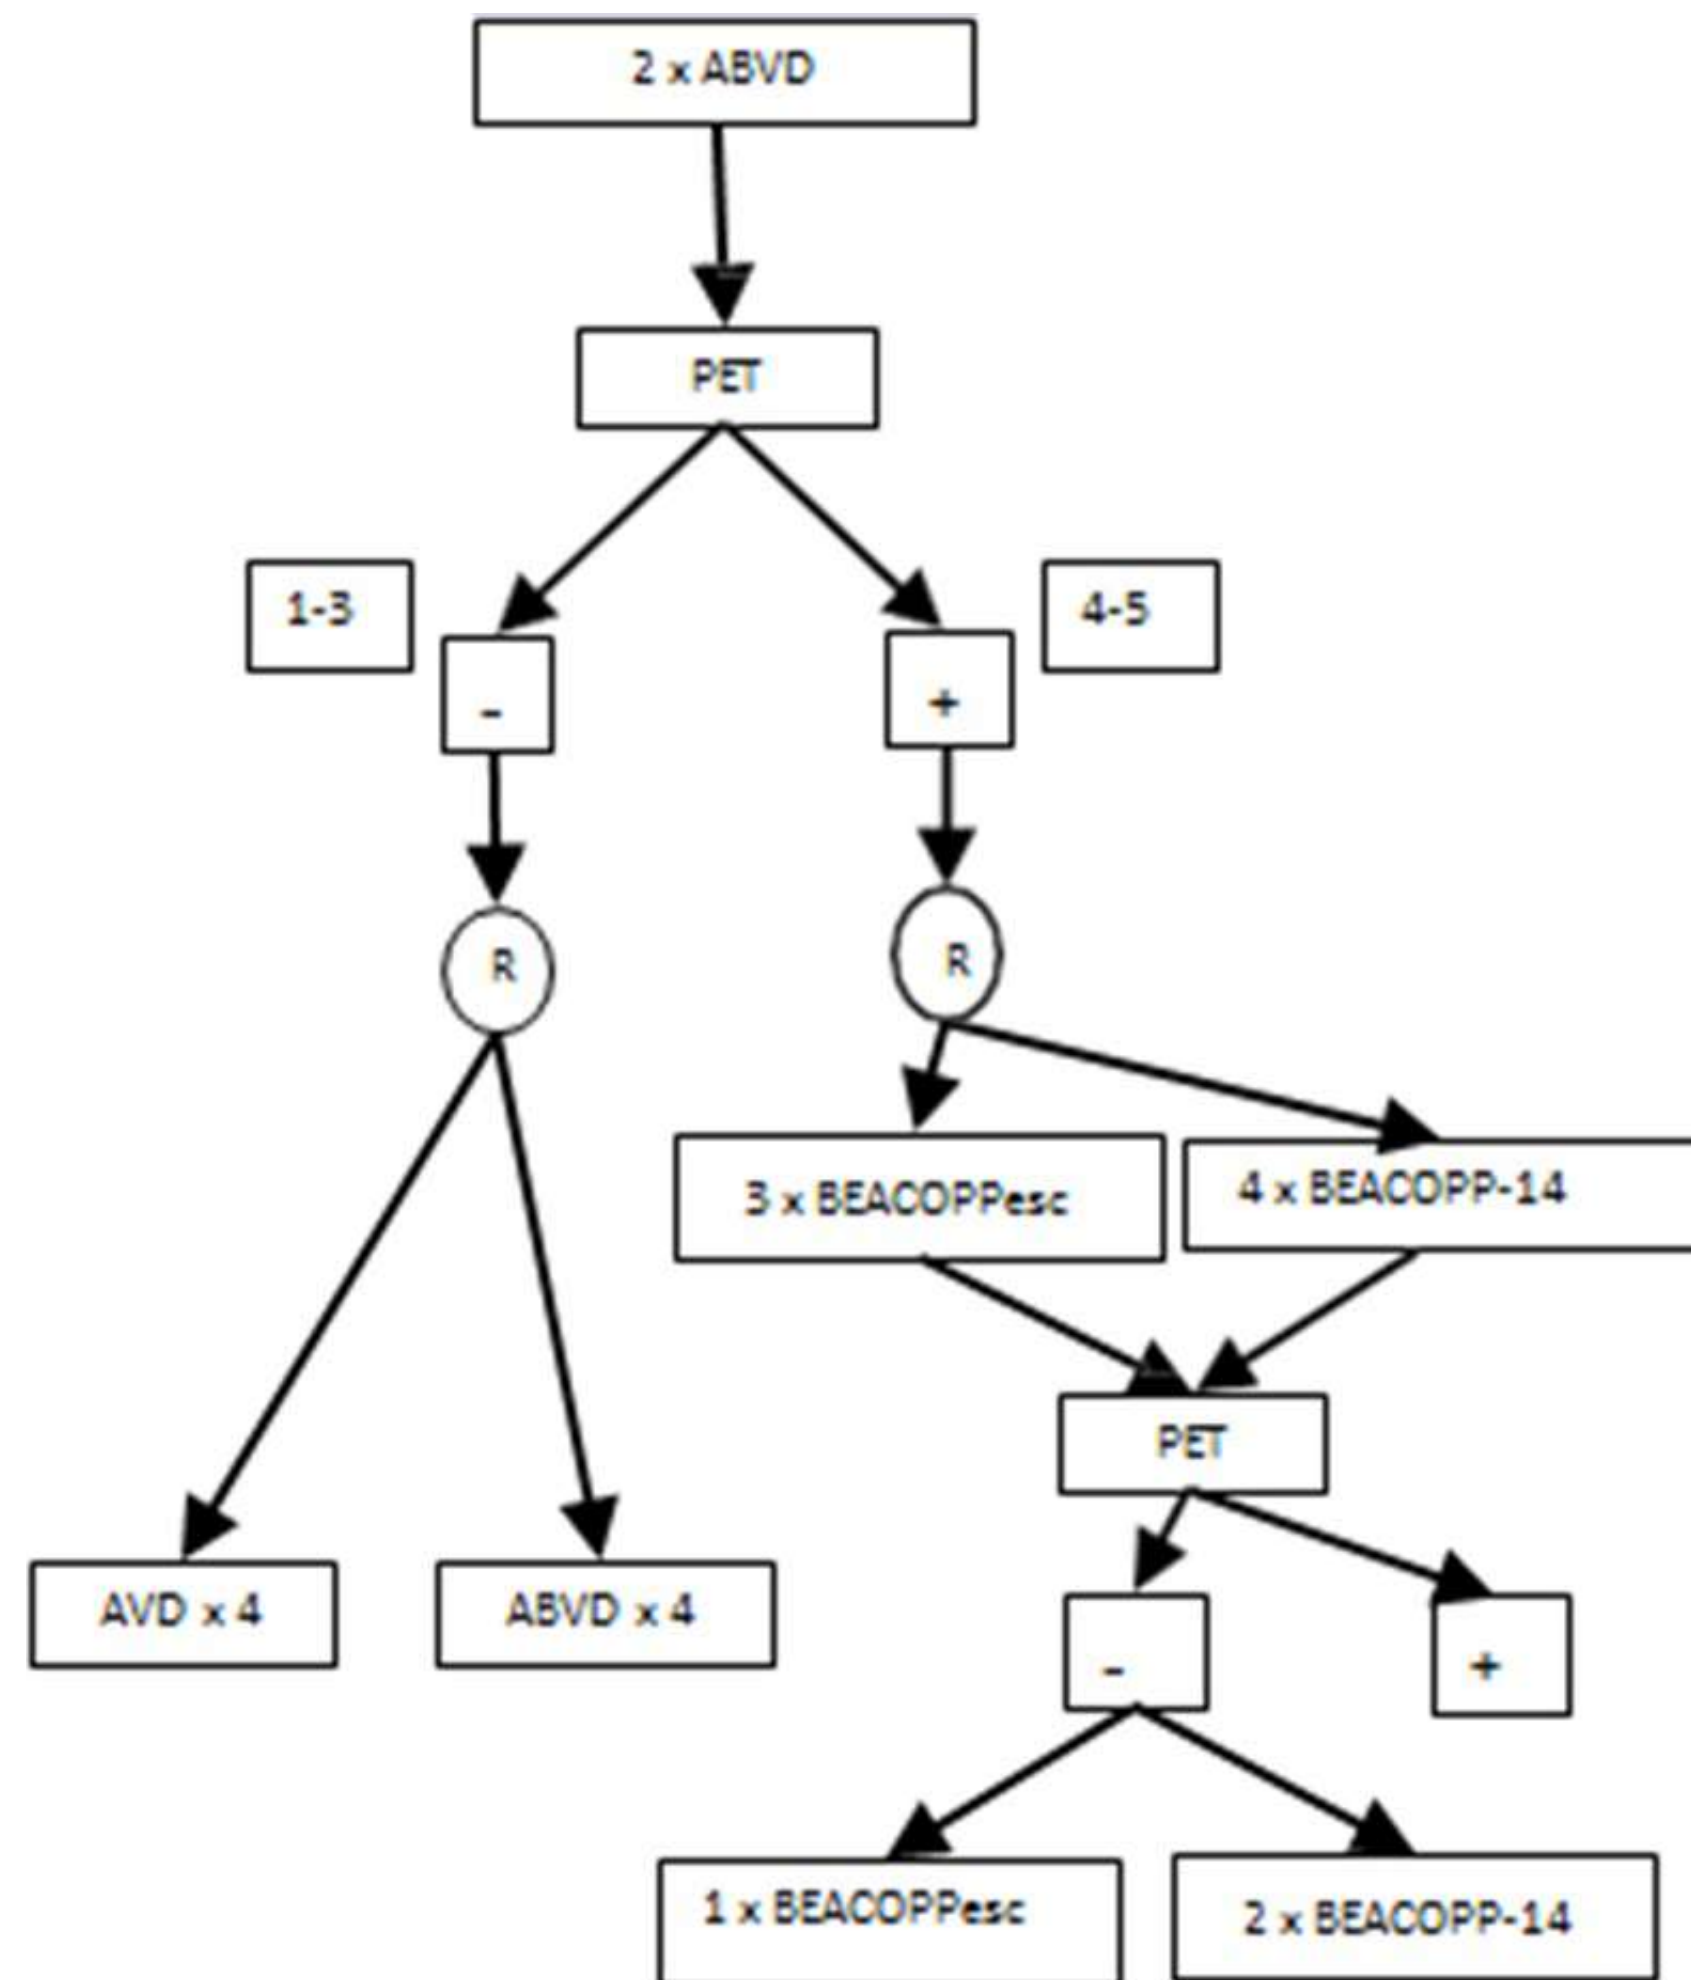 2 x ABVD
PET
1-3
4-5
-
+
R
R
3 x BEACOPPesc
4 x BEACOPP-14
PET
AVD x 4
ABVD x 4
-
+
1 x BEACOPPesc
2 x BEACOPP-14